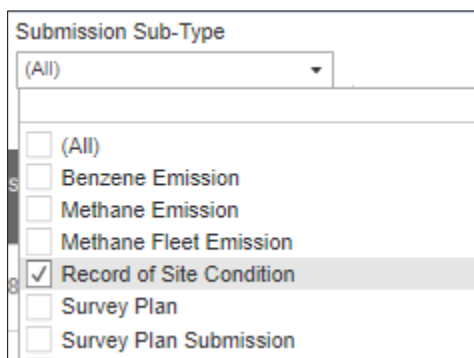 Submission Sub-Type
(All)
(All)
Benzene Emission
Methane Emission
Methane Fleet Emission
Record of Site Condition
Survey Plan
Survey Plan Submission